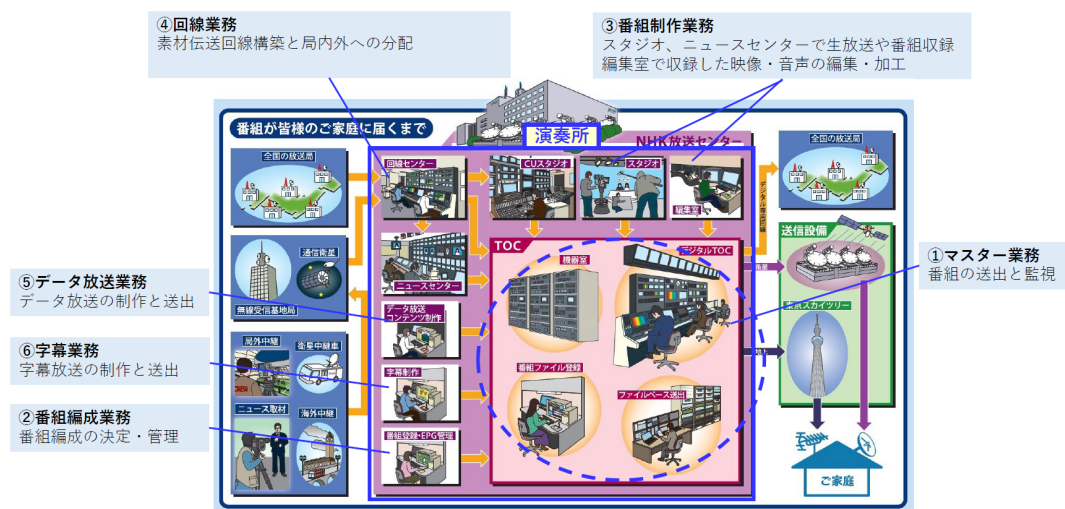 ④回線業務
素材伝送回線構築と局内外への分配
③番組制作業務
スタジオ、ニュースセンターで生放送や番組収録
編集室で収録した映像・音声の編集・加工
番組が皆様のご家庭に届くまで
演奏所
NHK放送センター
全国の放送局
回線センター
CUスタジオ
スタジオ
編集室
デジタル専用回線
全国の放送局
通信衛星
無線受信基地局
ニュースセンター
TOC
機器室
デジタルTOC
衛星
送信設備
①マスター業務
番組の送出と監視
⑤データ放送業務
データ放送の制作と送出
データ放送
コンテンツ制作
東京スカイツリー
地上
局外中継
衛星中継車
⑥字幕業務
字幕放送の制作と送出
字幕制作
番組ファイル登録
ファイルベース送出
ニュース取材
海外中継
②番組編成業務
番組編成の決定・管理
番組登録・EPG管理
ご家庭